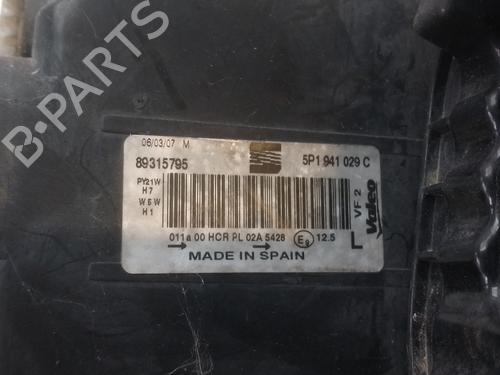 06/03/07 M
89315795
5P1 941 029 C
PY21W
H7
W5W
H1
VF 2
Valeo
L
011a 00 HCR PL 02A 5428 E9 12.5
MADE IN SPAIN
B-PARTS